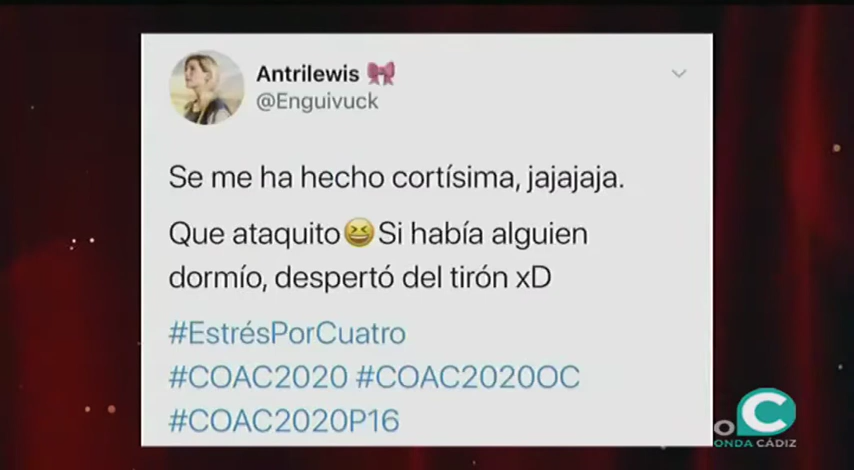 Antrilewis 🎀
@Enguivuck
Se me ha hecho cortísima, jajajaja.
Que ataquito😆Si había alguien
dormío, despertó del tirón xD
#EstrésPorCuatro
#COAC2020 #COAC2020OC
#COAC2020P16
ONDA CÁDIZ